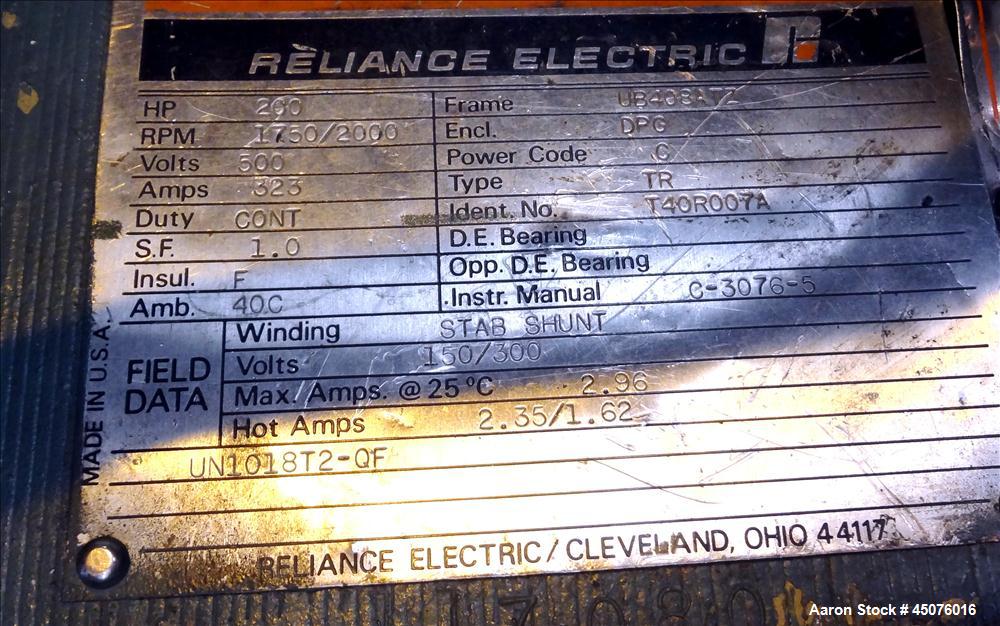 RELIANCE ELECTRIC
HP 200 Frame
RPM 1750/2000 Encl. DPG
Volts 500 Power Code C
Amps 323 Type TR
Duty CONT Ident. No. T40R007A
S.F. 1.0 D.E. Bearing
Insul. F Opp. D.E. Bearing
Amb. 40C Instr. Manual C-3076-5
MADE IN U.S.A.
FIELD DATA
Winding STAB SHUNT
Volts 150/300
Max. Amps. @ 25°C 2.96
Hot Amps 2.35/1.62
UN1018T2-QF
RELIANCE ELECTRIC/CLEVELAND, OHIO 44117
Aaron Stock # 45076016